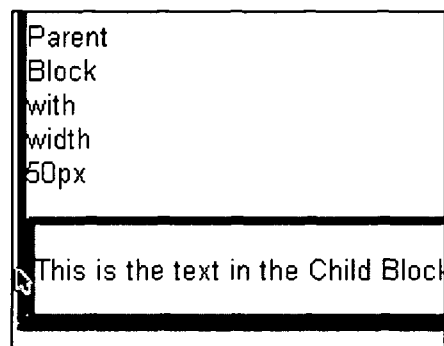 Parent
Block
with
width
50px
This is the text in the Child Block